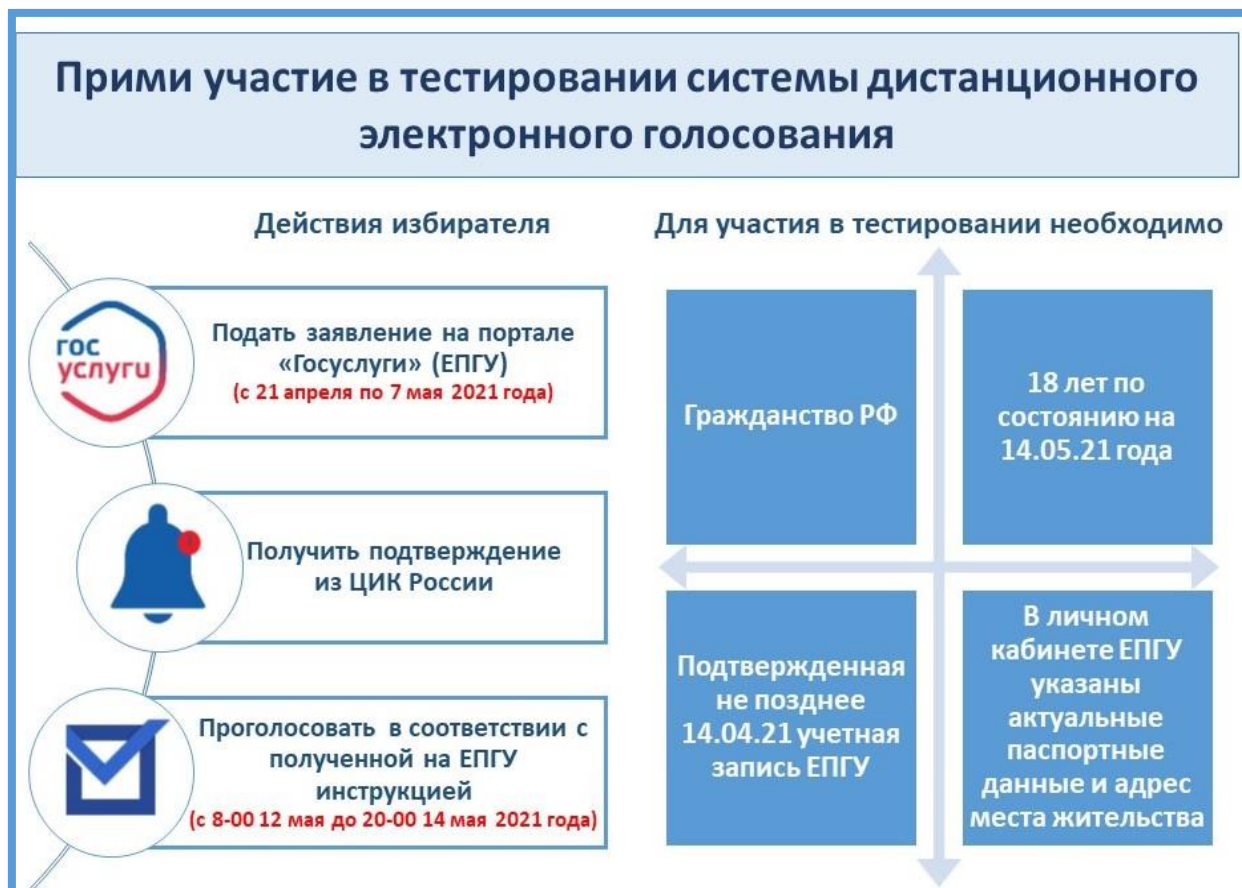 Прими участие в тестировании системы дистанционного
электронного голосования
Действия избирателя
гос
услуги
Подать заявление на портале
«Госуслуги» (ЕПГУ)
(с 21 апреля по 7 мая 2021 года)
Получить подтверждение
из ЦИК России
Проголосовать в соответствии с
полученной на ЕПГУ
инструкцией
(с 8-00 12 мая до 20-00 14 мая 2021 года)
Для участия в тестировании необходимо
Гражданство РФ
18 лет по
состоянию на
14.05.21 года
Подтвержденная
не позднее
14.04.21 учетная
запись ЕПГУ
В личном
кабинете ЕПГУ
указаны
актуальные
паспортные
данные и адрес
места жительства